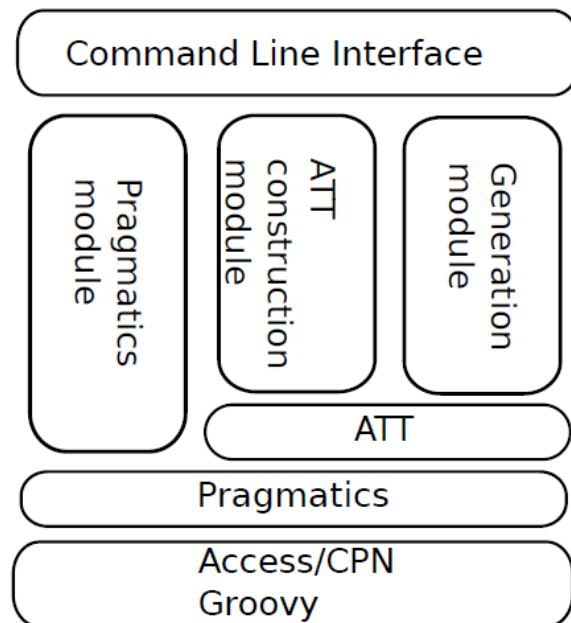 Command Line Interface
Pragmatics
module
ATT
construction
module
Generation
module
ATT
Pragmatics
Access/CPN
Groovy